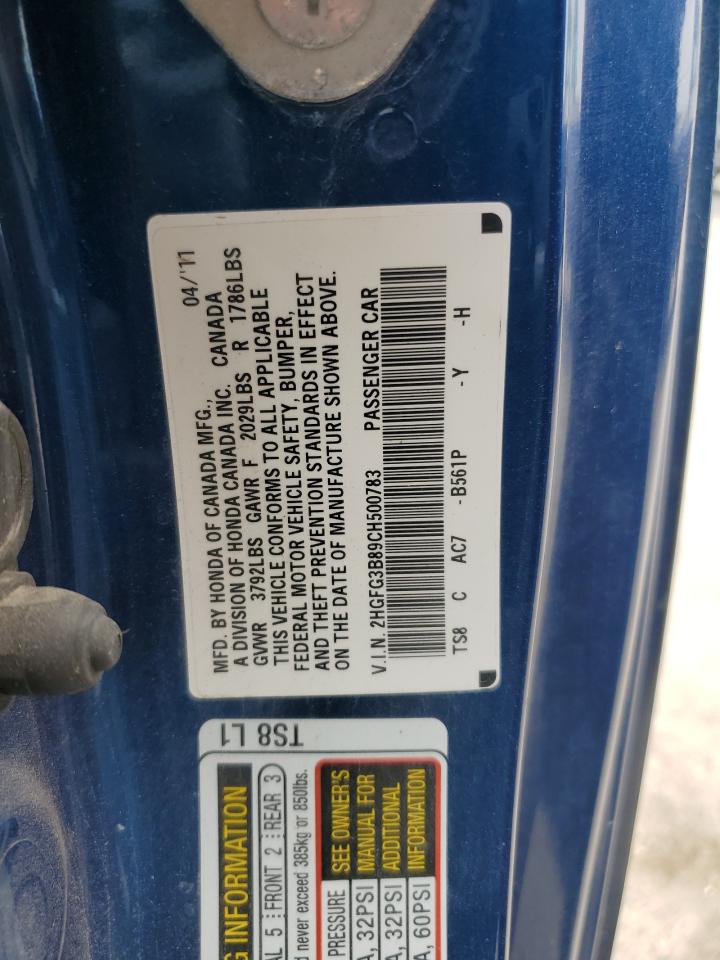 04/'11
MFD. BY HONDA OF CANADA MFG.,
A DIVISION OF HONDA CANADA INC. CANADA
GVWR 3792LBS GAWR F 2029LBS R 1786LBS
THIS VEHICLE CONFORMS TO ALL APPLICABLE
FEDERAL MOTOR VEHICLE SAFETY, BUMPER,
AND THEFT PREVENTION STANDARDS IN EFFECT
ON THE DATE OF MANUFACTURE SHOWN ABOVE.
V.I.N. 2HGFG3B89CH500783 PASSENGER CAR
TS8 C AC7 -B561P -Y -H
TS8 L1
INFORMATION
5 FRONT 2 REAR 3
never exceed 385kg or 850lbs.
PRESSURE
32PSI
32PSI
60PSI
SEE OWNER'S
MANUAL FOR
ADDITIONAL
INFORMATION